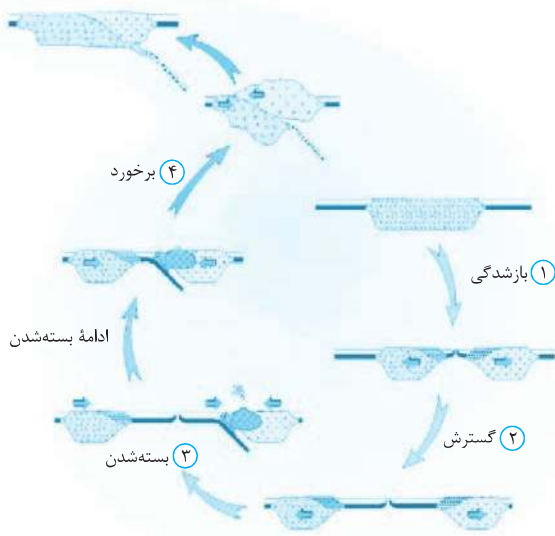 ۱ بازشدگی
۲ گسترش
۳ بسته‌شدن
ادامهٔ بسته‌شدن
۴ برخورد